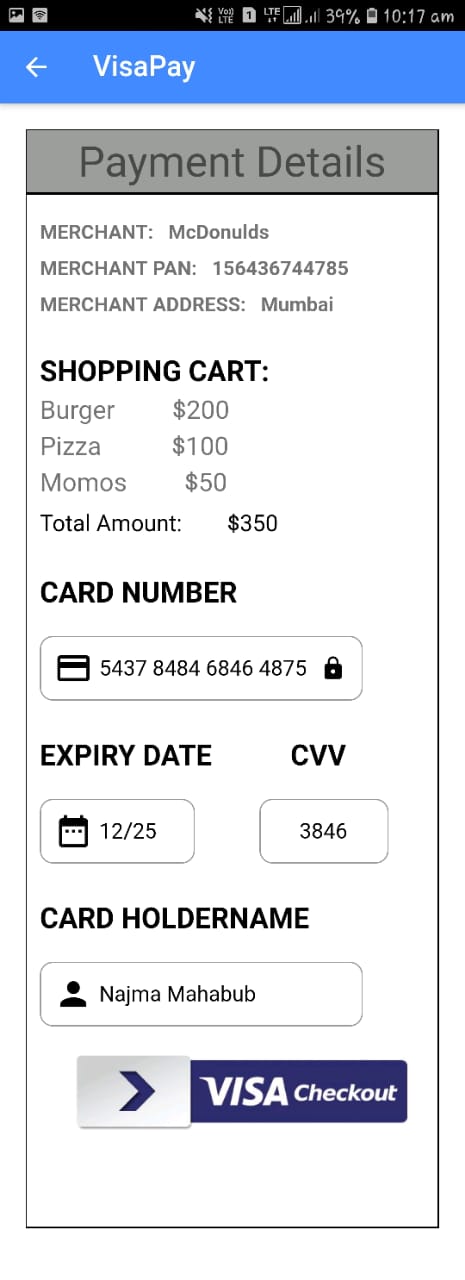 Vo)) LTE 1 LTE 39% 10:17 am
VisaPay
Payment Details
MERCHANT: McDonulds
MERCHANT PAN: 156436744785
MERCHANT ADDRESS: Mumbai
SHOPPING CART:
Burger $200
Pizza $100
Momos $50
Total Amount: $350
CARD NUMBER
5437 8484 6846 4875
EXPIRY DATE CVV
12/25 3846
CARD HOLDERNAME
Najma Mahabub
VISA Checkout